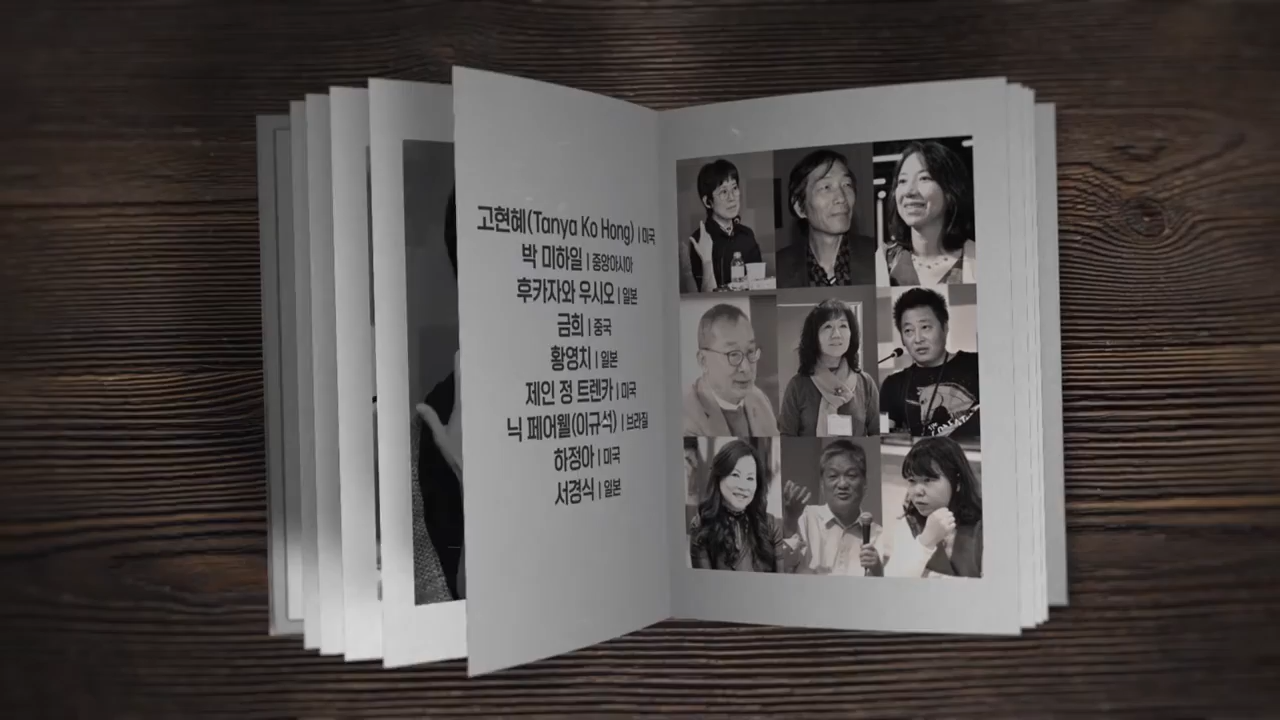 고현혜(Tanya Ko Hong) | 미국
박 미하일 | 중앙아시아
후카자와 우시오 | 일본
금희 | 중국
황영치 | 일본
제인 정 트렌카 | 미국
닉 페어웰(이규석) | 브라질
하정아 | 미국
서경식 | 일본